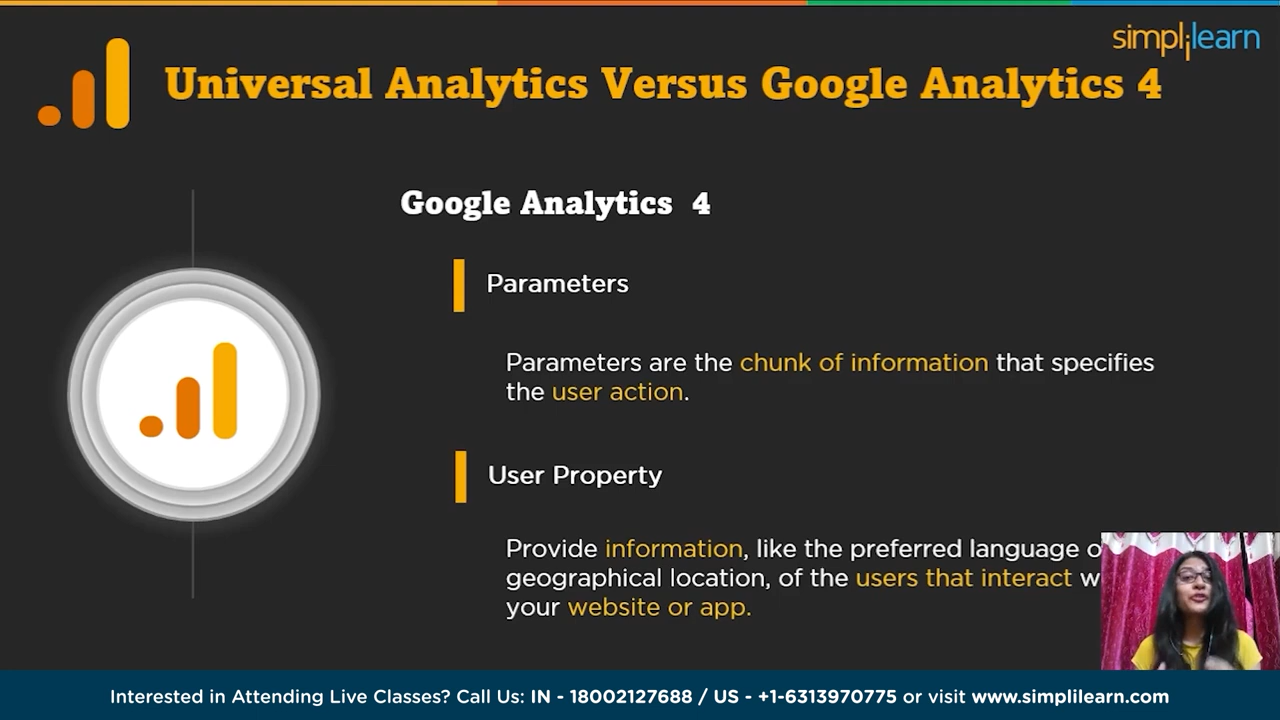 simplilearn
Universal Analytics Versus Google Analytics 4
Google Analytics 4
Parameters
Parameters are the chunk of information that specifies
the user action.
User Property
Provide information, like the preferred language
geographical location, of the users that interact
your website or app.
Interested in Attending Live Classes? Call Us: IN - 18002127688 / US - +1-6313970775 or visit www.simplilearn.com